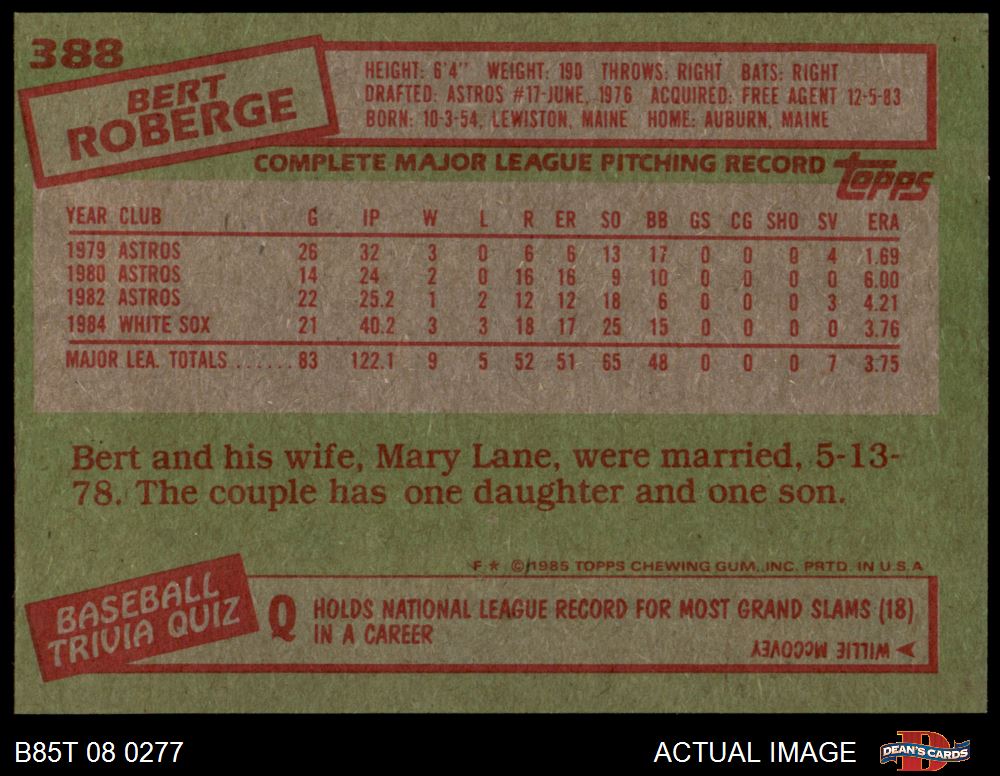 388
BERT
ROBERGE
HEIGHT: 6'4" WEIGHT: 190 THROWS: RIGHT BATS: RIGHT
DRAFTED: ASTROS #17-JUNE, 1976 ACQUIRED: FREE AGENT 12-5-83
BORN: 10-3-54, LEWISTON, MAINE HOME: AUBURN, MAINE
COMPLETE MAJOR LEAGUE PITCHING RECORD
TOPPS
YEAR CLUB G IP W L R ER SO BB GS CG SHO SV ERA
1979 ASTROS 26 32 3 0 6 6 13 17 0 0 0 4 1.69
1980 ASTROS 14 24 2 0 16 16 9 10 0 0 0 0 6.00
1982 ASTROS 22 25.2 1 2 12 12 18 6 0 0 0 3 4.21
1984 WHITE SOX 21 40.2 3 3 18 17 25 15 0 0 0 0 3.76
MAJOR LEA. TOTALS ...... 83 122.1 9 5 52 51 65 48 0 0 0 7 3.75
Bert and his wife, Mary Lane, were married, 5-13-
78. The couple has one daughter and one son.
F * © 1985 TOPPS CHEWING GUM, INC. PRTD. IN U.S.A
BASEBALL
TRIVIA QUIZ
Q HOLDS NATIONAL LEAGUE RECORD FOR MOST GRAND SLAMS (18)
IN A CAREER
WILLIE McCOVEY
B85T 08 0277
ACTUAL IMAGE
D
DEAN'S CARDS